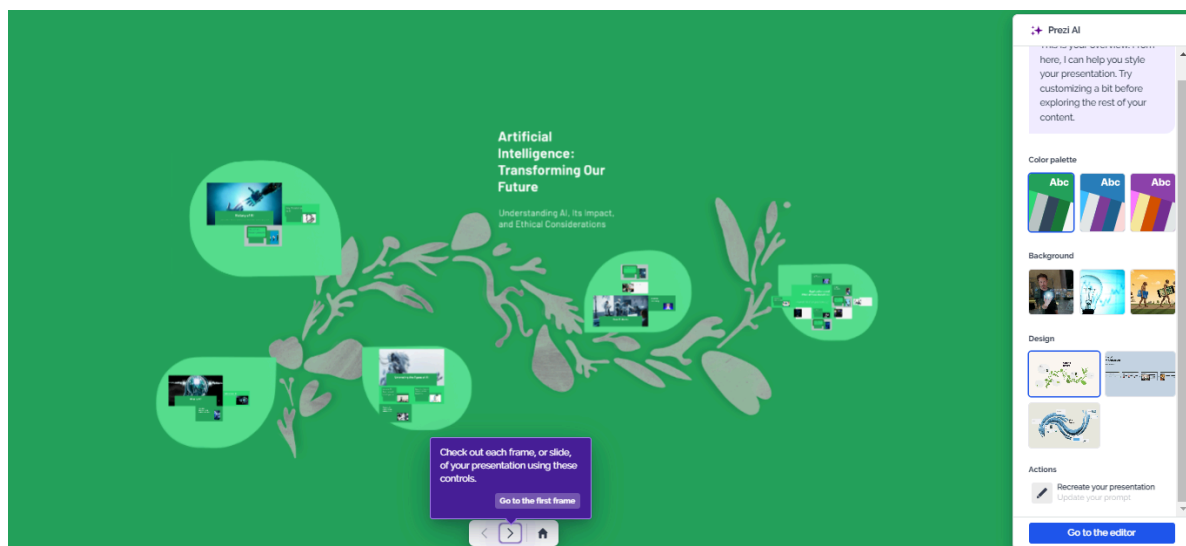 Artificial
Intelligence:
Transforming Our
Future
Understanding AI, Its Impact,
and Ethical Considerations
Check out each frame, or slide,
of your presentation using these
controls.
Go to the first frame
Prezi AI
This is your overview. From
here, I can help you style
your presentation. Try
customizing a bit before
exploring the rest of your
content.
Color palette
Abc
Abc
Abc
Background
Design
Actions
Recreate your presentation
Update your prompt
Go to the editor